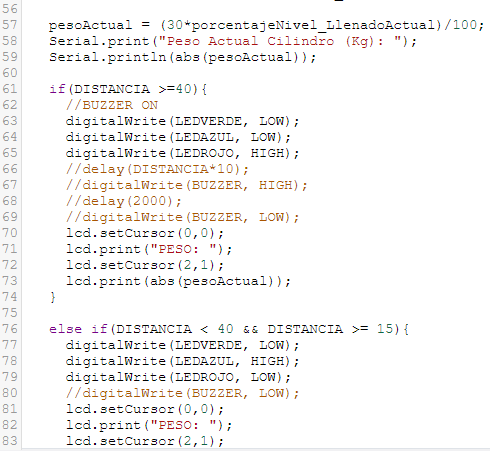 56
57 pesoActual = (30*porcentajeNivel_LlenadoActual)/100;
58 Serial.print("Peso Actual Cilindro (Kg): ");
59 Serial.println(abs(pesoActual));
60
61 if(DISTANCIA >=40){
62 //BUZZER ON
63 digitalWrite(LEDVERDE, LOW);
64 digitalWrite(LEDAZUL, LOW);
65 digitalWrite(LEDROJO, HIGH);
66 //delay(DISTANCIA*10);
67 //digitalWrite(BUZZER, HIGH);
68 //delay(2000);
69 //digitalWrite(BUZZER, LOW);
70 lcd.setCursor(0,0);
71 lcd.print("PESO: ");
72 lcd.setCursor(2,1);
73 lcd.print(abs(pesoActual));
74 }
75
76 else if(DISTANCIA < 40 && DISTANCIA >= 15){
77 digitalWrite(LEDVERDE, LOW);
78 digitalWrite(LEDAZUL, HIGH);
79 digitalWrite(LEDROJO, LOW);
80 //digitalWrite(BUZZER, LOW);
81 lcd.setCursor(0,0);
82 lcd.print("PESO: ");
83 lcd.setCursor(2,1);